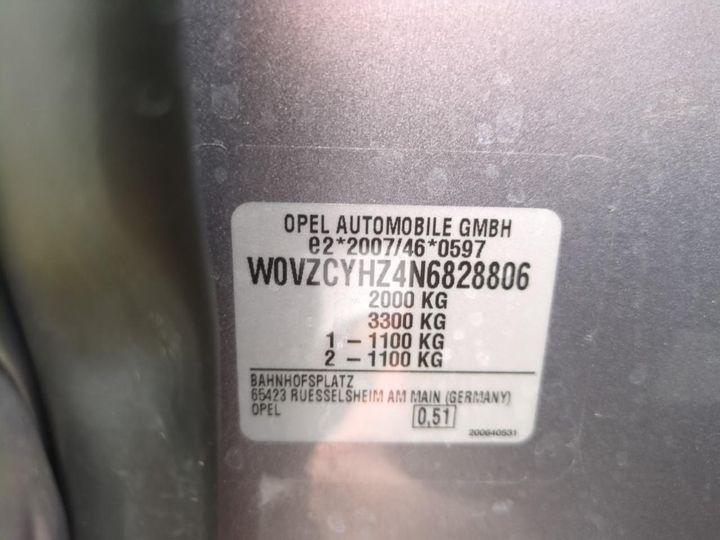 OPEL AUTOMOBILE GMBH
e2*2007/46*0597
W0VZCYHZ4N6828806
2000 KG
3300 KG
1 – 1100 KG
2 – 1100 KG
BAHNHOFSPLATZ
65423 RUESSELSHEIM AM MAIN (GERMANY)
OPEL 0,51
200640531